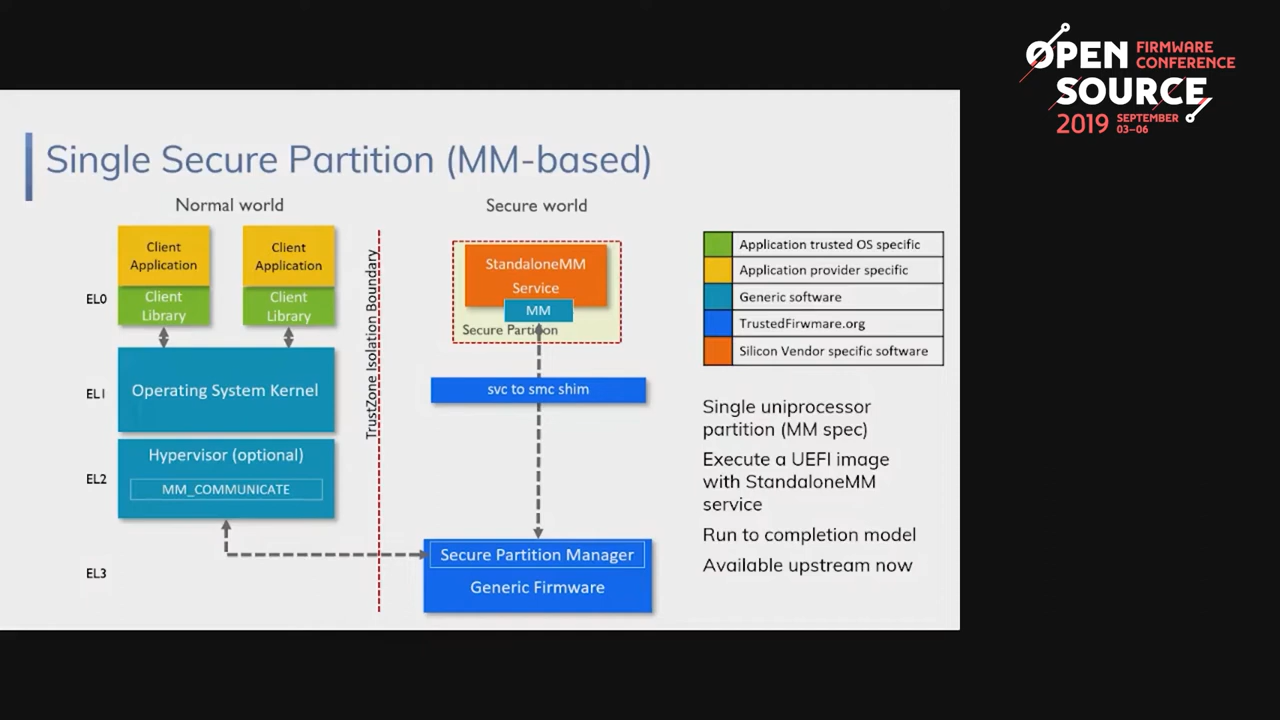 OPEN FIRMWARE
CONFERENCE
SOURCE
2019 SEPTEMBER
03–06
Single Secure Partition (MM-based)
Normal world
Secure world
Client
Application
Client
Application
Client
Library
Client
Library
EL0
Operating System Kernel
EL1
Hypervisor (optional)
MM_COMMUNICATE
EL2
EL3
TrustZone Isolation Boundary
StandaloneMM
Service
MM
Secure Partition
svc to smc shim
Secure Partition Manager
Generic Firmware
Application trusted OS specific
Application provider specific
Generic software
TrustedFirwmare.org
Silicon Vendor specific software
Single uniprocessor
partition (MM spec)
Execute a UEFI image
with StandaloneMM
service
Run to completion model
Available upstream now